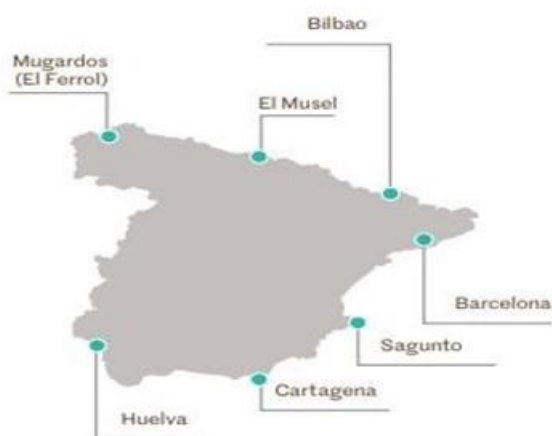 Bilbao
Mugardos
(El Ferrol)
El Musel
Barcelona
Sagunto
Cartagena
Huelva